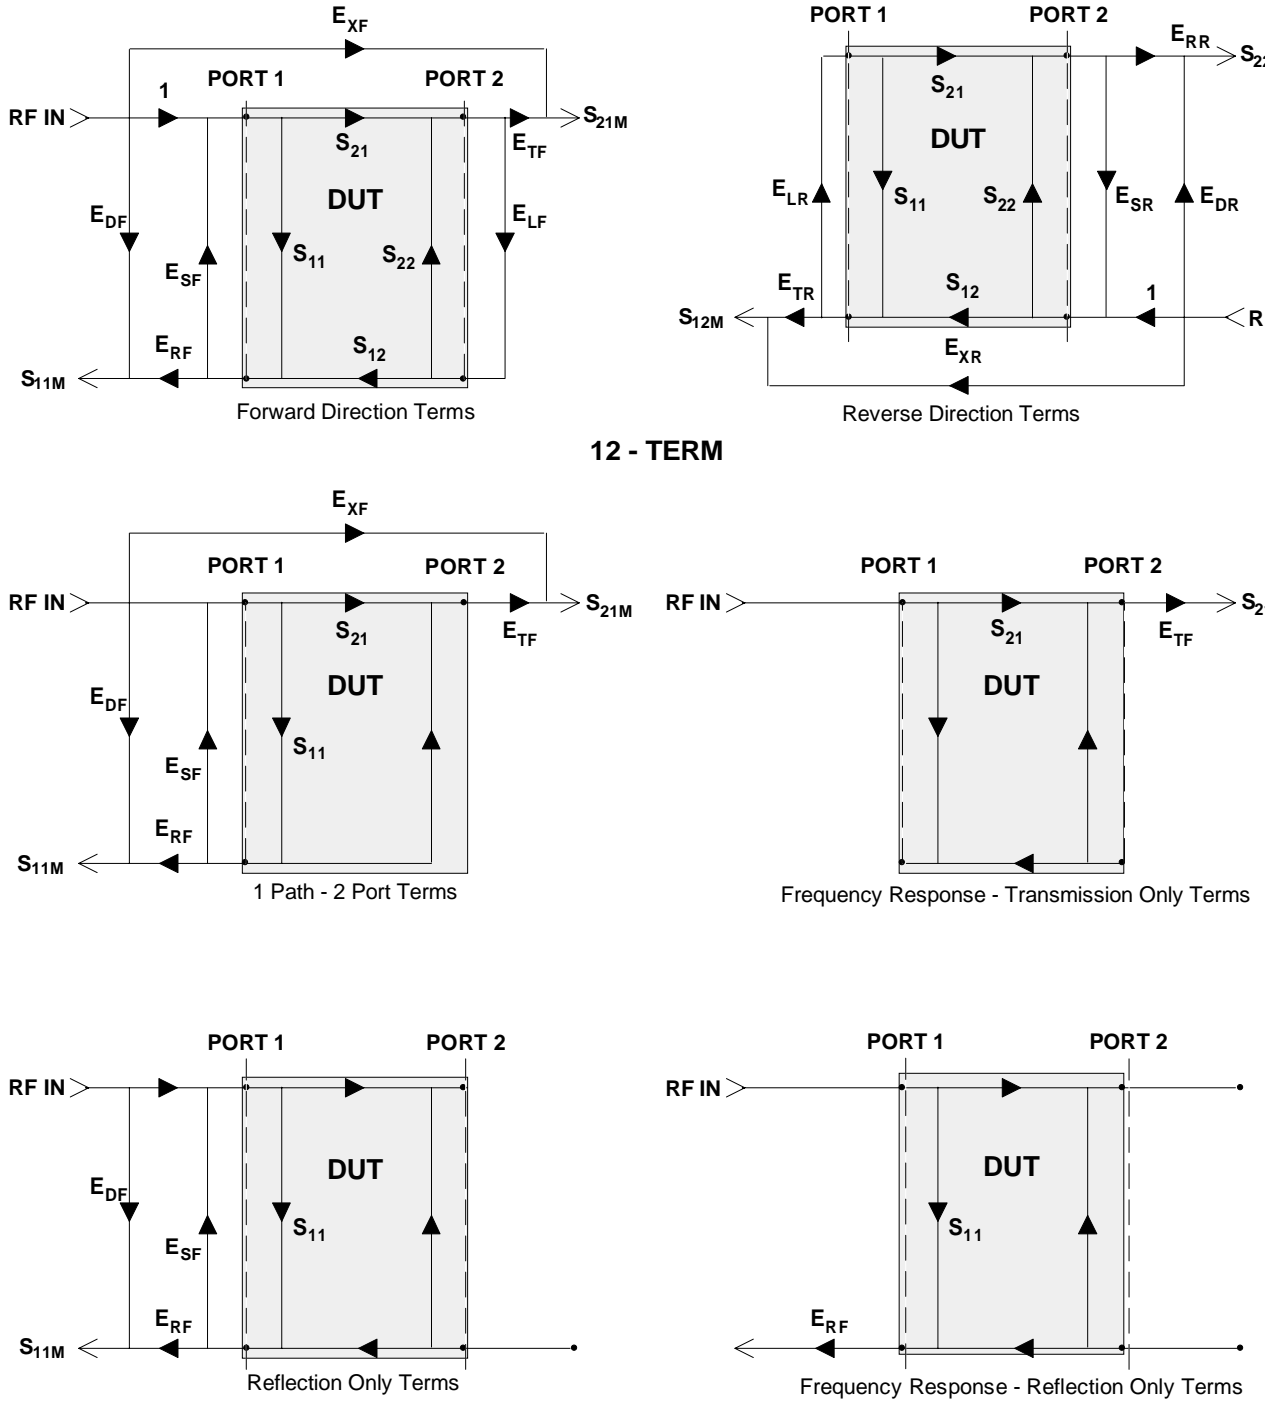 E_XF
PORT 1 PORT 2
1
RF IN
S_21M
S_21
E_TF
DUT
E_DF
E_LF
S_11
S_22
E_SF
E_RF
S_12
S_11M
Forward Direction Terms
PORT 1 PORT 2
E_RR
S_22
S_21
DUT
E_LR
S_11
S_22
E_SR
E_DR
E_TR
S_12
1
S_12M
R
E_XR
Reverse Direction Terms
12 - TERM
E_XF
PORT 1 PORT 2
RF IN
S_21M
S_21
E_TF
DUT
E_DF
S_11
E_SF
E_RF
S_11M
1 Path - 2 Port Terms
PORT 1 PORT 2
RF IN
S_21
S_2
E_TF
DUT
Frequency Response - Transmission Only Terms
PORT 1 PORT 2
RF IN
DUT
E_DF
S_11
E_SF
E_RF
S_11M
Reflection Only Terms
PORT 1 PORT 2
RF IN
DUT
S_11
E_RF
Frequency Response - Reflection Only Terms